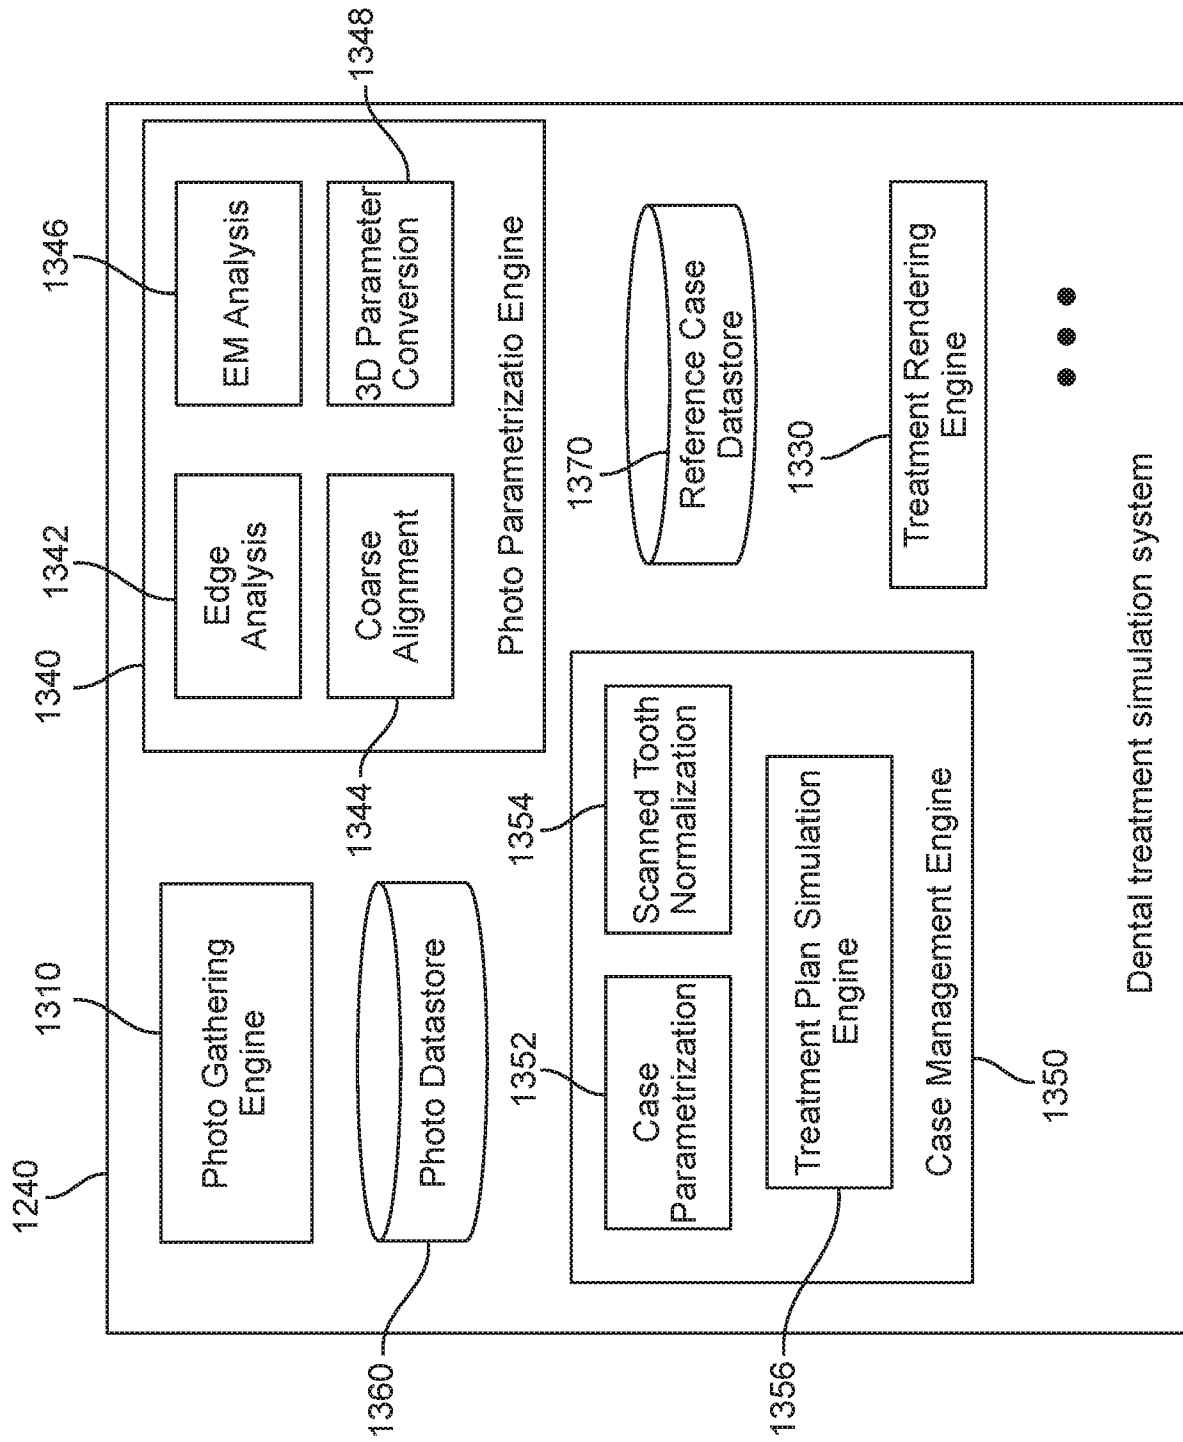 1240
1310
Photo Gathering
Engine
1360
Photo Datastore
1340
1342
Edge
Analysis
1346
EM Analysis
1344
Coarse
Alignment
3D Parameter
Conversion
1348
Photo Parametrizatio Engine
1352
Case
Parametrization
1354
Scanned Tooth
Normalization
1356
Treatment Plan Simulation
Engine
Case Management Engine
1350
1370
Reference Case
Datastore
1330
Treatment Rendering
Engine
Dental treatment simulation system